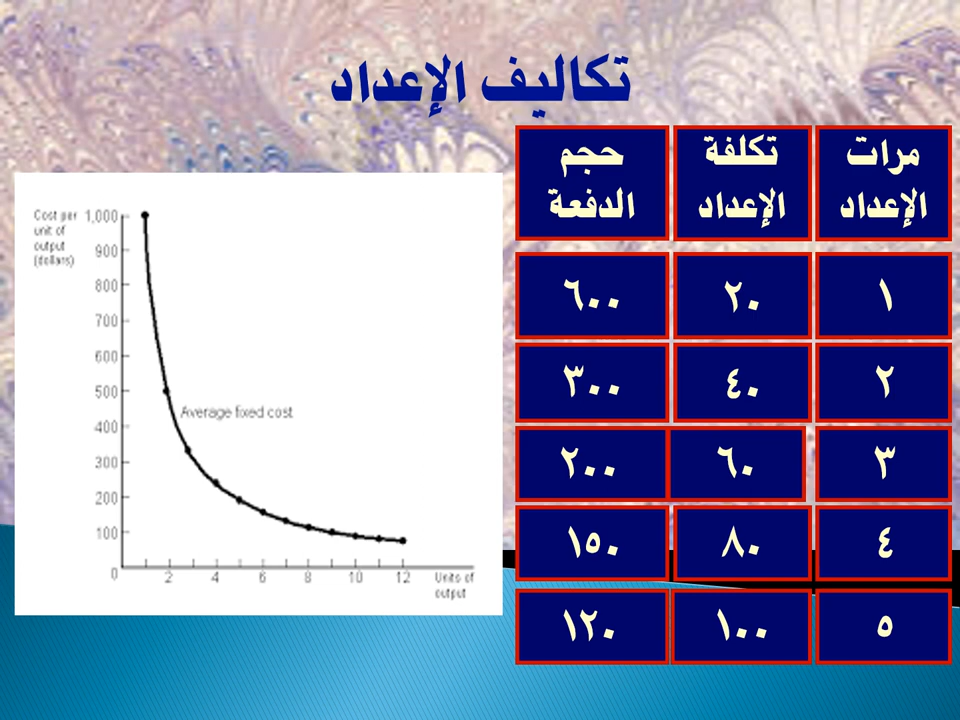 تكاليف الإعداد
مرات الإعداد
تكلفة الإعداد
حجم الدفعة
١ ٢٠ ٦٠٠
٢ ٤٠ ٣٠٠
٣ ٦٠ ٢٠٠
٤ ٨٠ ١٥٠
٥ ١٠٠ ١٢٠
Cost per
unit of
output
(dollars)
1,000
900
800
700
600
500
400
300
200
100
0
2 4 6 8 10 12
Average fixed cost
Units of
output